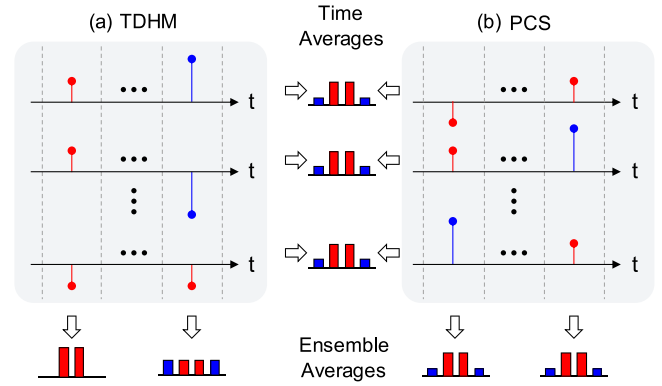 (a) TDHM
Time
Averages
(b) PCS
t
t
t
t
t
t
Ensemble
Averages